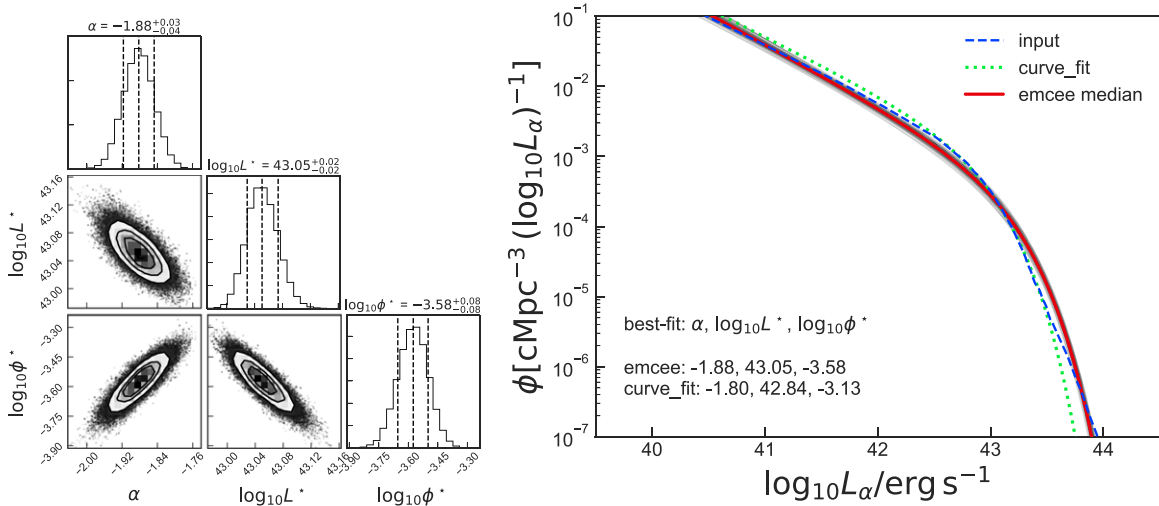 α = −1.88+0.03−0.04
log10L* = 43.05+0.02−0.02
log10ϕ* = −3.58+0.08−0.08
log10L*
43.16
43.12
43.08
43.04
43.00
log10ϕ*
−3.30
−3.45
−3.60
−3.75
−3.90
−2.00
−1.92
−1.84
−1.76
α
43.00
43.04
43.08
43.12
43.16
log10L*
−3.90
−3.75
−3.60
−3.45
−3.30
log10ϕ*
ϕ[cMpc−3 (log10Lα)−1]
10−1
10−2
10−3
10−4
10−5
10−6
10−7
input
curve_fit
emcee median
best-fit: α, log10L*, log10ϕ*
emcee: -1.88, 43.05, -3.58
curve_fit: -1.80, 42.84, -3.13
40
41
42
43
44
log10Lα/erg s−1